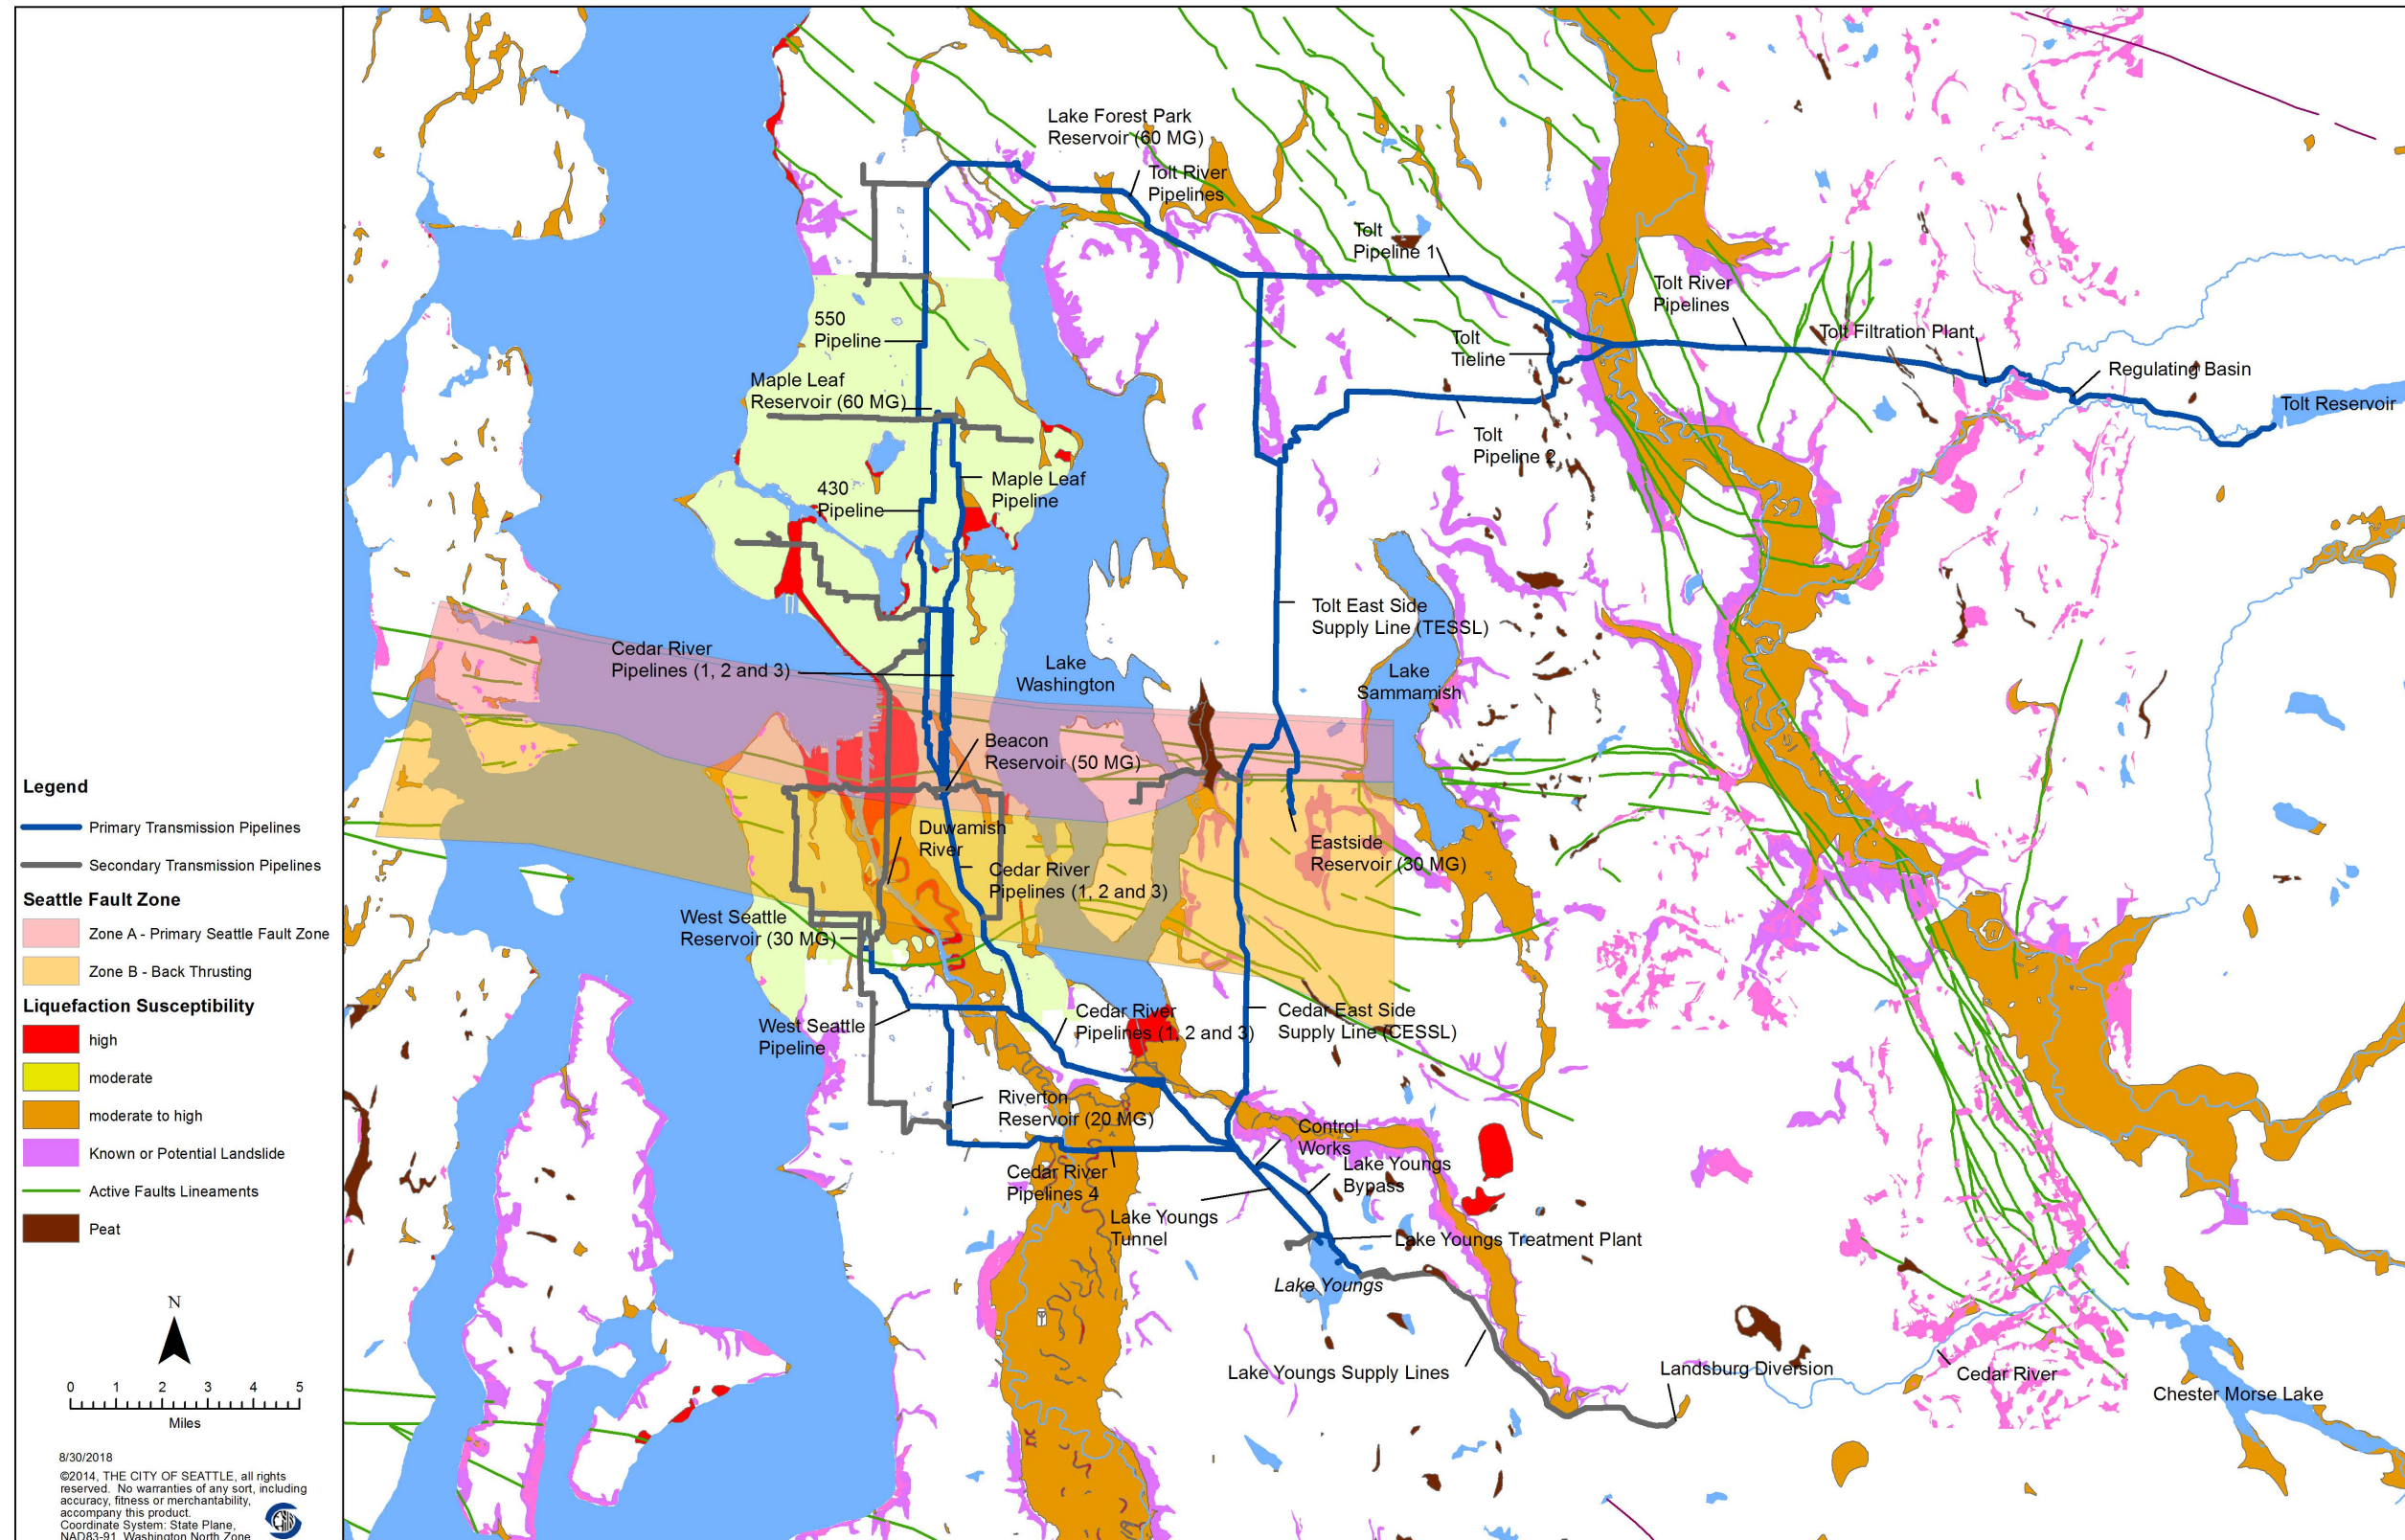 Lake Forest Park
Reservoir (60 MG)
Tolt River
Pipelines
Tolt
Pipeline 1
Tolt River
Pipelines
550
Pipeline
Tolt
Tieline
Tolt Filtration Plant
Regulating Basin
Tolt Reservoir
Maple Leaf
Reservoir (60 MG)
Tolt
Pipeline 2
430
Pipeline
Maple Leaf
Pipeline
Tolt East Side
Supply Line (TESSL)
Cedar River
Pipelines (1, 2 and 3)
Lake
Washington
Lake
Sammamish
Beacon
Reservoir (50 MG)
Duwamish
River
Eastside
Reservoir (30 MG)
Cedar River
Pipelines (1, 2 and 3)
West Seattle
Reservoir (30 MG)
West Seattle
Pipeline
Cedar River
Pipelines (1, 2 and 3)
Cedar East Side
Supply Line (CESSL)
Riverton
Reservoir (20 MG)
Control
Works
Cedar River
Pipelines 4
Lake Youngs
Bypass
Lake Youngs
Tunnel
Lake Youngs Treatment Plant
Lake Youngs
Lake Youngs Supply Lines
Landsburg Diversion
Cedar River
Chester Morse Lake
Legend
Primary Transmission Pipelines
Secondary Transmission Pipelines
Seattle Fault Zone
Zone A - Primary Seattle Fault Zone
Zone B - Back Thrusting
Liquefaction Susceptibility
high
moderate
moderate to high
Known or Potential Landslide
Active Faults Lineaments
Peat
N
0 1 2 3 4 5
Miles
8/30/2018
©2014, THE CITY OF SEATTLE, all rights
reserved. No warranties of any sort, including
accuracy, fitness or merchantability,
accompany this product.
Coordinate System: State Plane,
NAD83-91, Washington North Zone